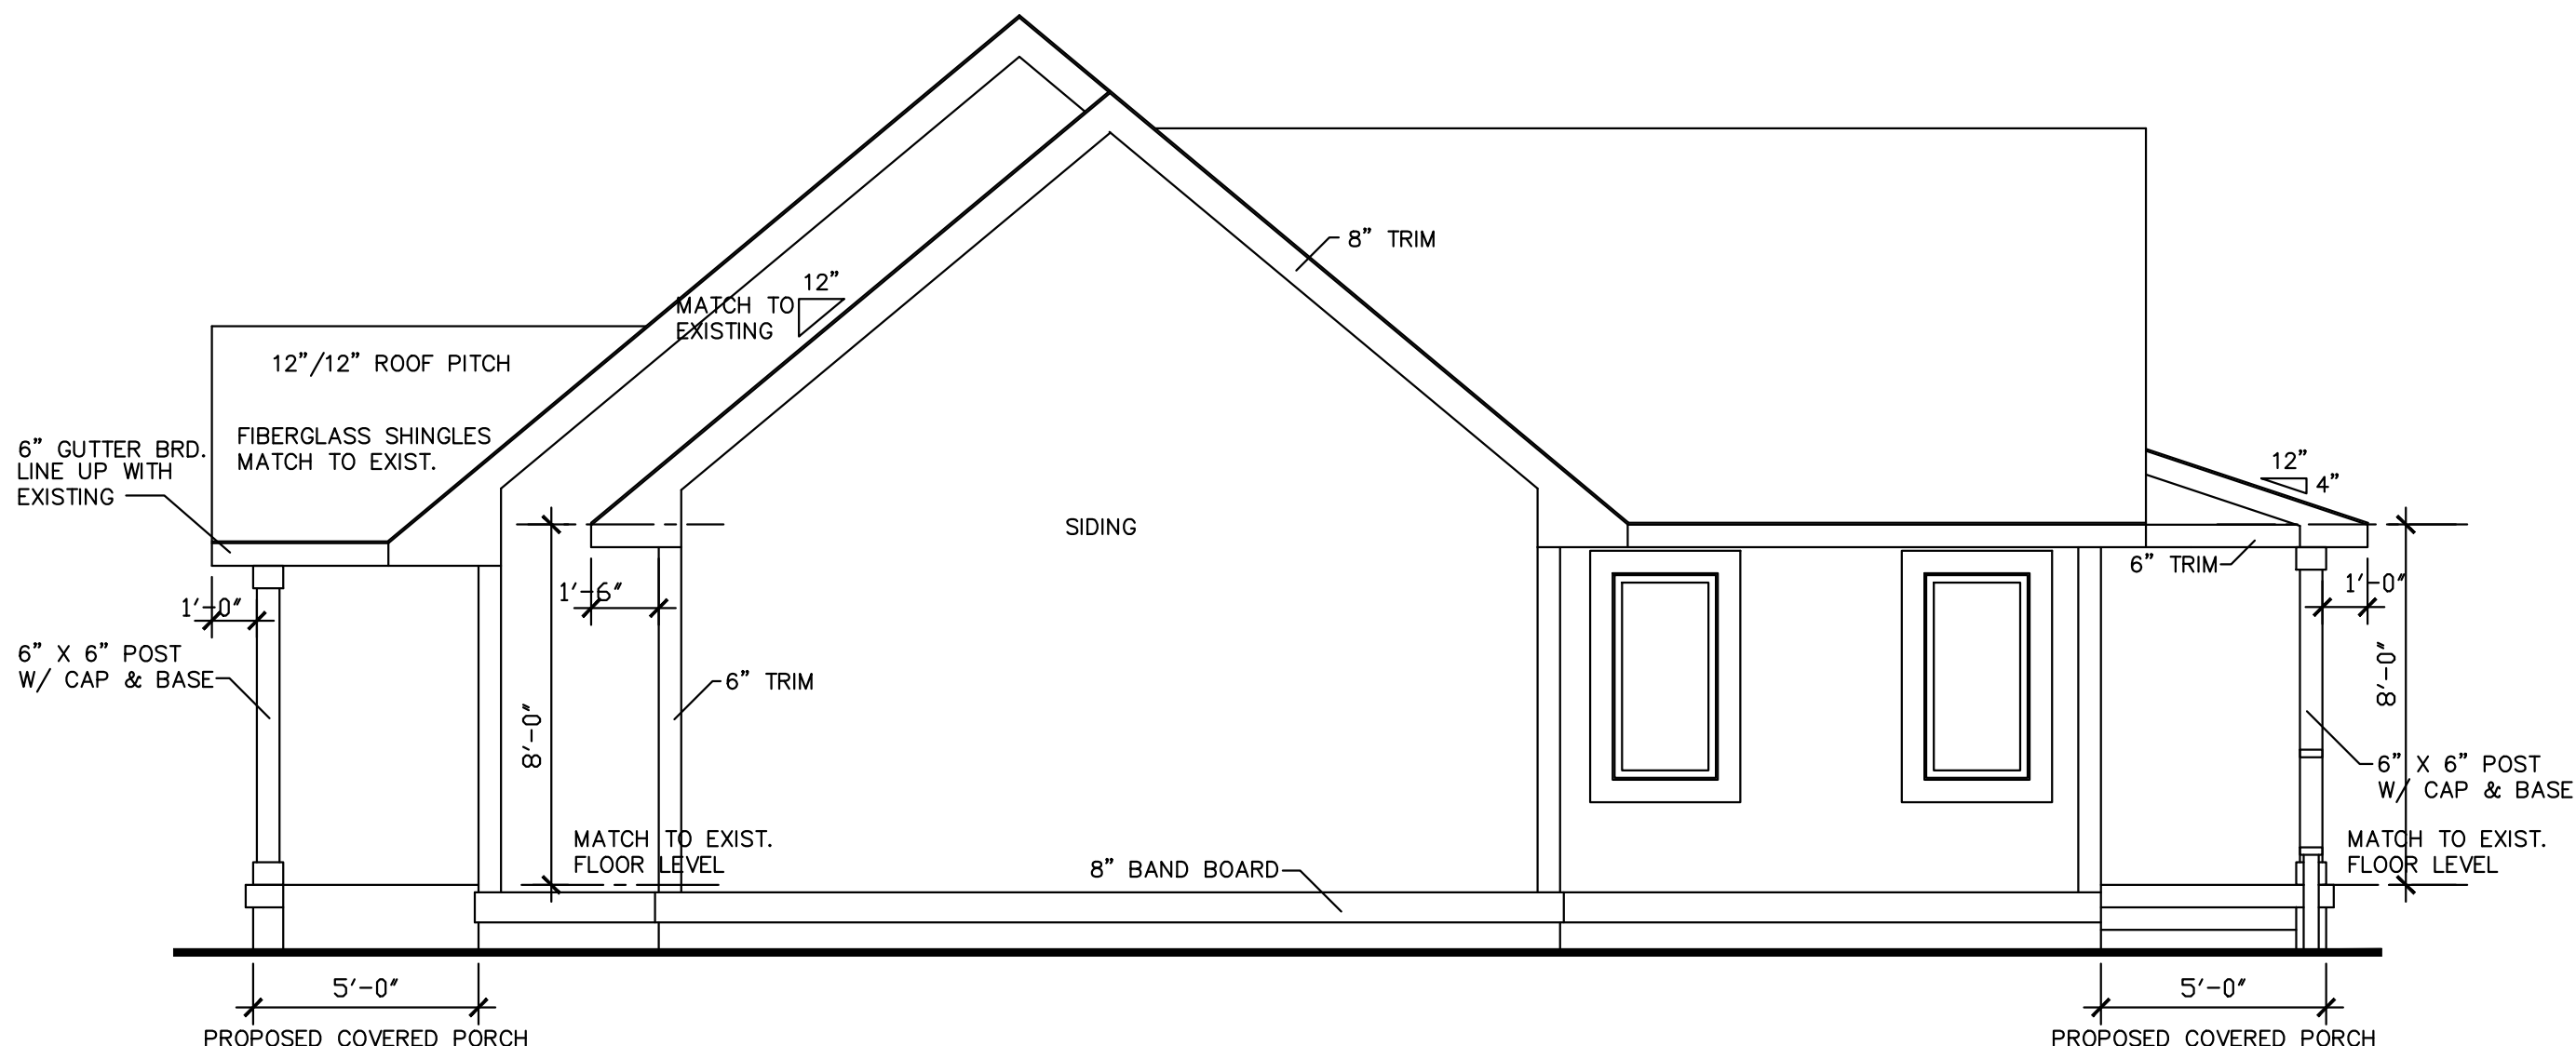 8” TRIM
12”
MATCH TO
EXISTING
12”/12” ROOF PITCH
FIBERGLASS SHINGLES
MATCH TO EXIST.
6” GUTTER BRD.
LINE UP WITH
EXISTING
12”
4”
SIDING
6” TRIM
1’-0”
1’-6”
1’-0”
6” X 6” POST
W/ CAP & BASE
6” TRIM
8’-0”
8’-0”
6” X 6” POST
W/ CAP & BASE
MATCH TO EXIST.
FLOOR LEVEL
8” BAND BOARD
MATCH TO EXIST.
FLOOR LEVEL
5’-0”
PROPOSED COVERED PORCH
5’-0”
PROPOSED COVERED PORCH